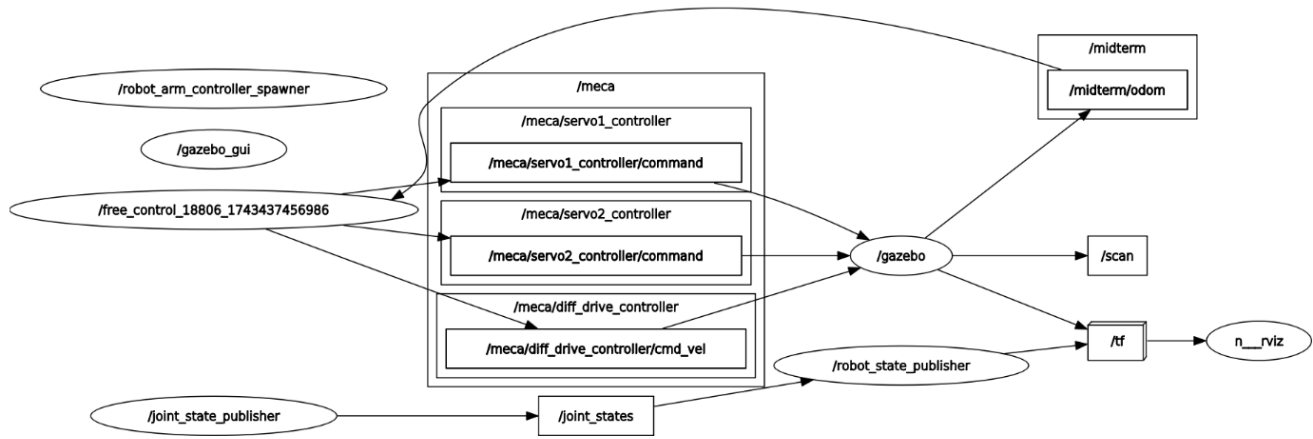 /midterm
/midterm/odom
/robot_arm_controller_spawner
/meca
/meca/servo1_controller
/gazebo_gui
/meca/servo1_controller/command
/free_control_18806_1743437456986
/meca/servo2_controller
/meca/servo2_controller/command
/gazebo
/scan
/meca/diff_drive_controller
/meca/diff_drive_controller/cmd_vel
/tf
n___rviz
/robot_state_publisher
/joint_state_publisher
/joint_states